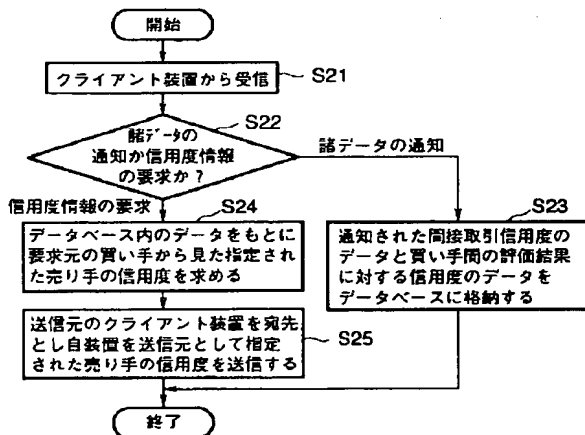 開始
S21
クライアント装置から受信
S22
諸データの
通知か信用度情報
の要求か?
諸データの通知
信用度情報の要求
S24
データベース内のデータをもとに
要求元の買い手から見た指定され
た売り手の信用度を求める
S23
通知された間接取引信用度の
データと買い手間の評価結果
に対する信用度のデータを
データベースに格納する
送信元のクライアント装置を宛先
とし自装置を送信元として指定
された売り手の信用度を送信する
S25
終了